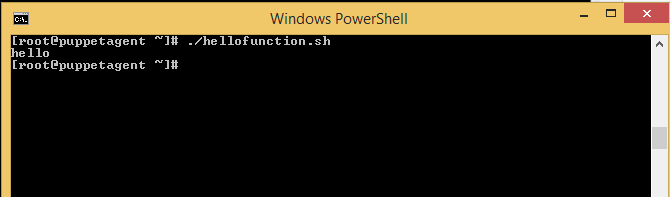 C:\.
Windows PowerShell
[root@puppetagent ~]# ./hellofunction.sh
hello
[root@puppetagent ~]#